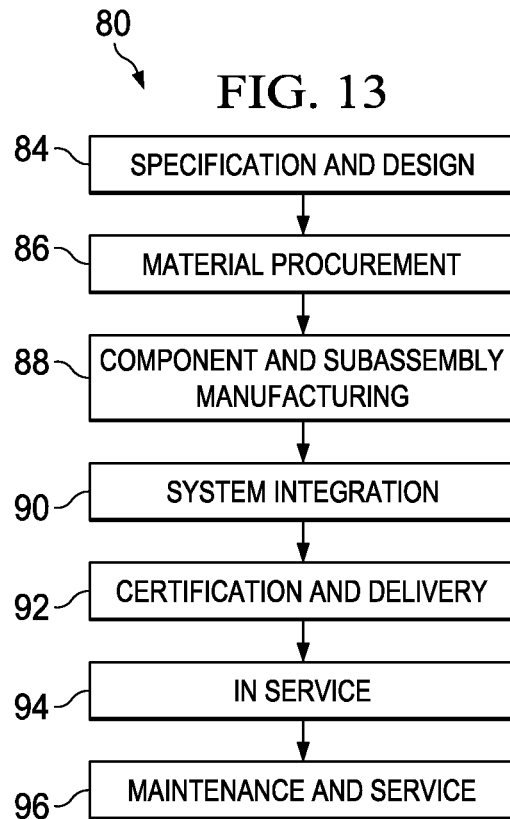 80
FIG. 13
84
SPECIFICATION AND DESIGN
86
MATERIAL PROCUREMENT
88
COMPONENT AND SUBASSEMBLY
MANUFACTURING
90
SYSTEM INTEGRATION
92
CERTIFICATION AND DELIVERY
94
IN SERVICE
96
MAINTENANCE AND SERVICE